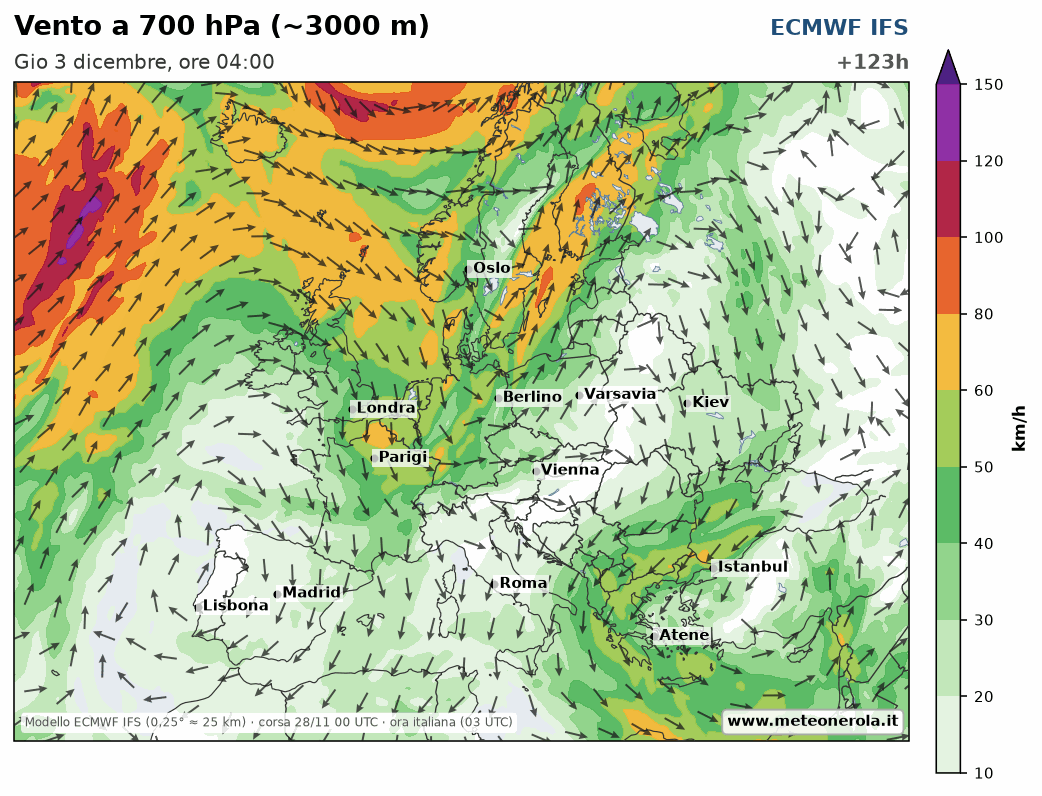 Vento a 700 hPa (~3000 m)
ECMWF IFS
Gio 3 dicembre, ore 04:00
+123h
150
120
100
80
60
50
40
30
20
10
km/h
Oslo
Londra
Berlino
Varsavia
Kiev
Parigi
Vienna
Istanbul
Roma
Madrid
Lisbona
Atene
Modello ECMWF IFS (0,25° ≈ 25 km) · corsa 28/11 00 UTC · ora italiana (03 UTC)
www.meteonerola.it